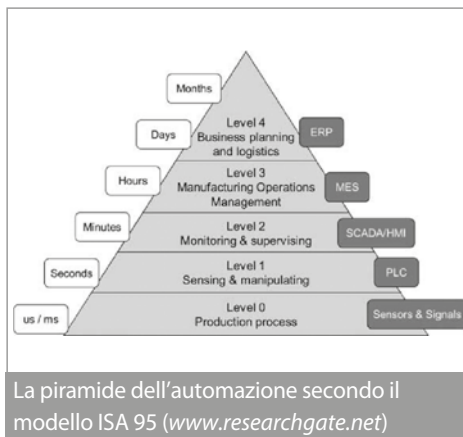 Months
Days
Level 4
Business planning
and logistics
ERP
Hours
Level 3
Manufacturing Operations
Management
MES
Minutes
Level 2
Monitoring & supervising
SCADA/HMI
Seconds
Level 1
Sensing & manipulating
PLC
us / ms
Level 0
Production process
Sensors & Signals
La piramide dell’automazione secondo il
modello ISA 95 (www.researchgate.net)